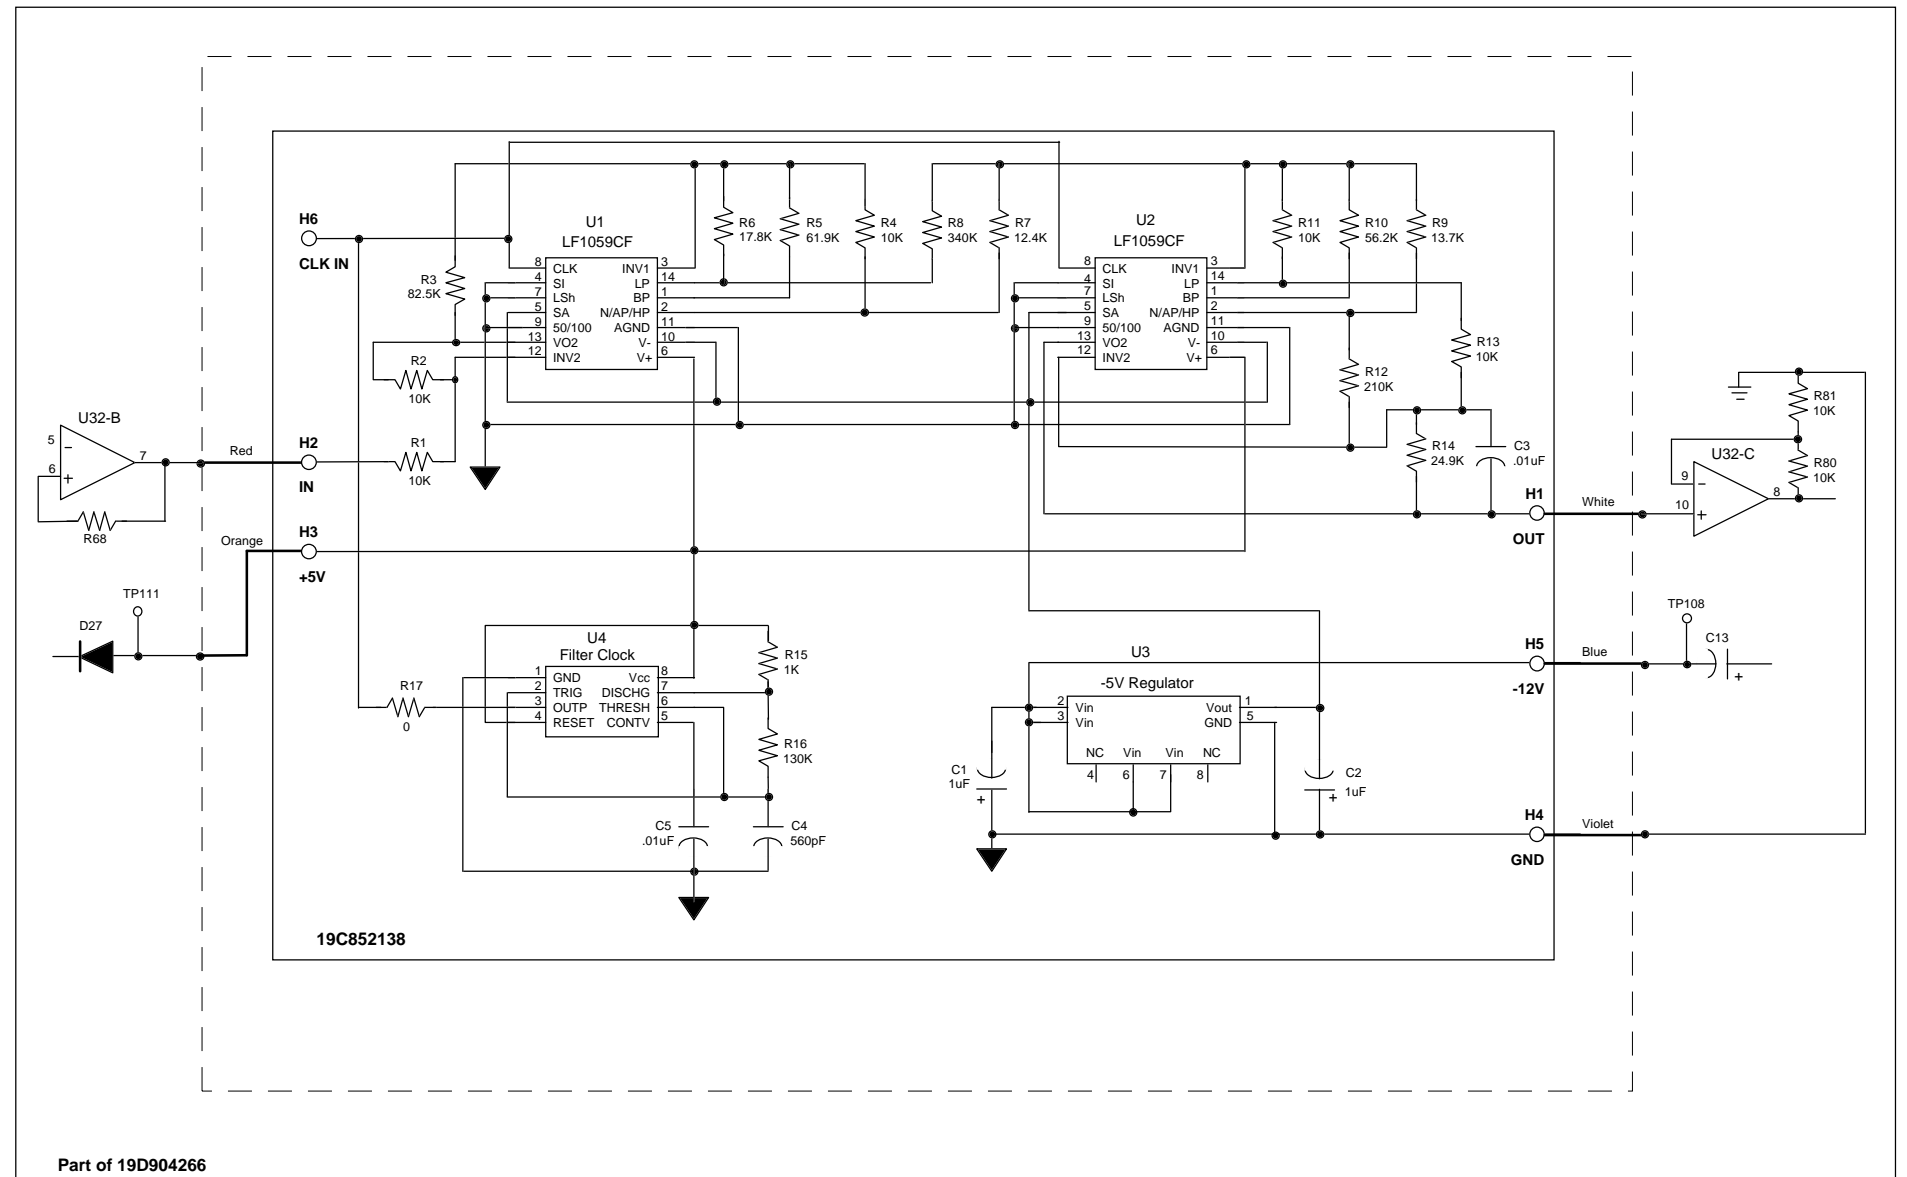 H6
CLK IN
R3
82.5K
U1
LF1059CF
8 CLK INV1 3
4 SI LP 14
7 LSh BP 1
5 SA N/AP/HP 2
9 50/100 AGND 11
13 VO2 V- 10
12 INV2 V+ 6
R6
17.8K
R5
61.9K
R4
10K
R8
340K
R7
12.4K
U2
LF1059CF
8 CLK INV1 3
4 SI LP 14
7 LSh BP 1
5 SA N/AP/HP 2
9 50/100 AGND 11
13 VO2 V- 10
12 INV2 V+ 6
R11
10K
R10
56.2K
R9
13.7K
R13
10K
R12
210K
R14
24.9K
C3
.01uF
R2
10K
R1
10K
U32-B
5 -
6 +
7
R68
Red
H2
IN
Orange
H3
+5V
TP111
D27
R81
10K
R80
10K
U32-C
9 -
10 +
8
H1
OUT
White
TP108
C13
+
H5
-12V
Blue
H4
GND
Violet
U4
Filter Clock
1 GND Vcc 8
2 TRIG DISCHG 7
3 OUTP THRESH 6
4 RESET CONTV 5
R17
0
R15
1K
R16
130K
C5
.01uF
C4
560pF
U3
-5V Regulator
2 Vin Vout 1
3 Vin GND 5
NC Vin Vin NC
4 6 7 8
C1
1uF
+
C2
1uF
+
19C852138
Part of 19D904266